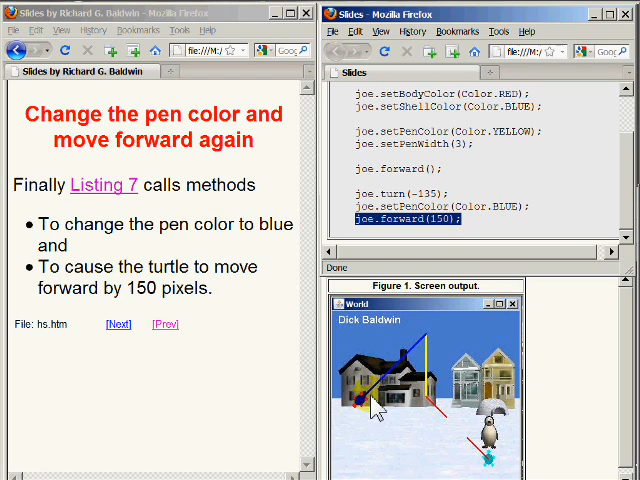 Slides by Richard G. Baldwin - Mozilla Firefox
File Edit View History Bookmarks Tools Help
file:///M:/
Goog
Slides by Richard G. Baldwin
Change the pen color and
move forward again
Finally Listing 7 calls methods
• To change the pen color to blue
and
• To cause the turtle to move
forward by 150 pixels.
File: hs.htm [Next] [Prev]
Slides - Mozilla Firefox
File Edit View History Bookmarks Tools Help
file:///M:/
Goog
Slides
joe.setBodyColor(Color.RED);
joe.setShellColor(Color.BLUE);
joe.setPenColor(Color.YELLOW);
joe.setPenWidth(3);
joe.forward();
joe.turn(-135);
joe.setPenColor(Color.BLUE);
joe.forward(150);
Done
Figure 1. Screen output.
World
Dick Baldwin